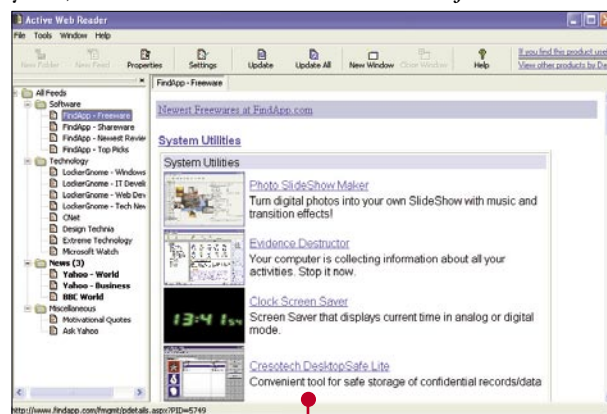 Active Web Reader
File Tools Window Help
New Folder New Feed Properties Settings Update Update All New Window Close Window Help
If you find this product use
View other products by De
FindApp - Freeware
All Feeds
Software
FindApp - Freeware
FindApp - Shareware
FindApp - Newest Review
FindApp - Top Picks
Technology
LockerGnome - Windows
LockerGnome - IT Develi
LockerGnome - Web Dev
LockerGnome - Tech New
CNet
Design Technia
Extreme Technology
Microsoft Watch
News (3)
Yahoo - World
Yahoo - Business
BBC World
Miscellaneous
Motivational Quotes
Ask Yahoo
Newest Freewares at FindApp.com
System Utilities
System Utilities
Photo SlideShow Maker
Turn digital photos into your own SlideShow with music and
transition effects!
Evidence Destructor
Your computer is collecting information about all your
activities. Stop it now.
13:41
Clock Screen Saver
Screen Saver that displays current time in analog or digital
mode.
Cresotech DesktopSafe Lite
Convenient tool for safe storage of confidential records/data
http://www.findapp.com/fmgmt/pdetails.aspx?PID=5749